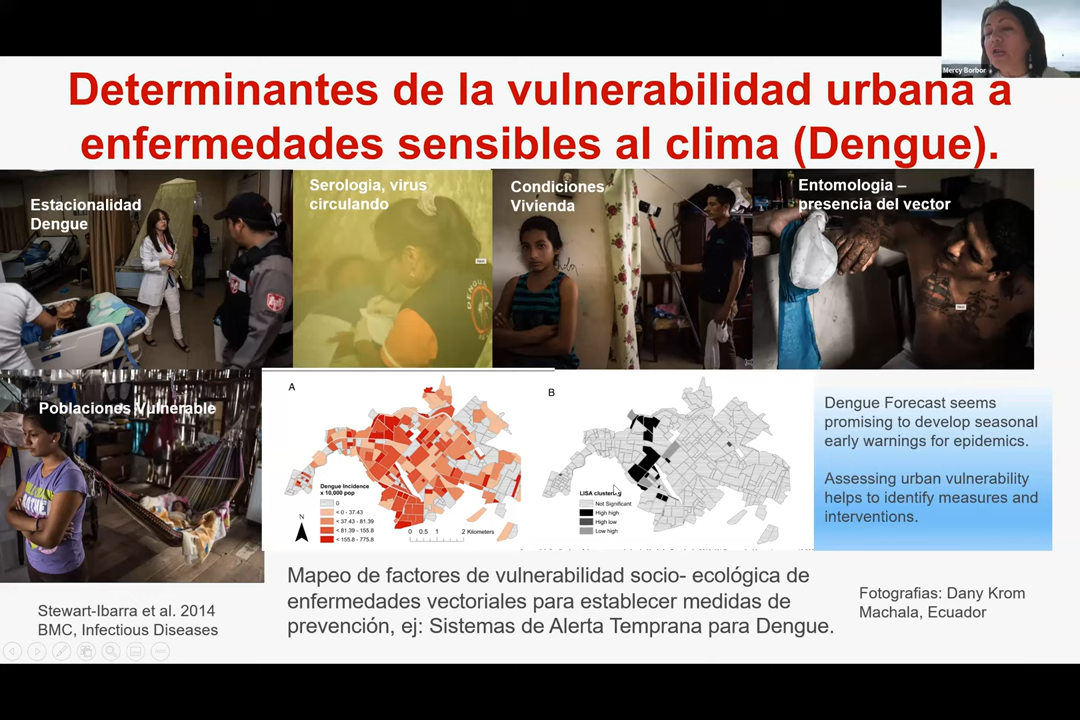 Mercy Borbor
Determinantes de la vulnerabilidad urbana a
enfermedades sensibles al clima (Dengue).
Estacionalidad
Dengue
Serologia, virus
circulando
Condiciones
Vivienda
Entomologia –
presencia del vector
Poblaciones Vulnerable
A
Dengue Incidence
x 10,000 pop
0
< 0 - 37.43
< 37.43 - 81.39
< 81.39 - 155.8
< 155.8 - 775.8
N
0 0.5 1 2 Kilometers
B
LISA clustering
Not Significant
High high
High low
Low high
Dengue Forecast seems
promising to develop seasonal
early warnings for epidemics.
Assessing urban vulnerability
helps to identify measures and
interventions.
Mapeo de factores de vulnerabilidad socio- ecológica de
enfermedades vectoriales para establecer medidas de
prevención, ej: Sistemas de Alerta Temprana para Dengue.
Stewart-Ibarra et al. 2014
BMC, Infectious Diseases
Fotografias: Dany Krom
Machala, Ecuador